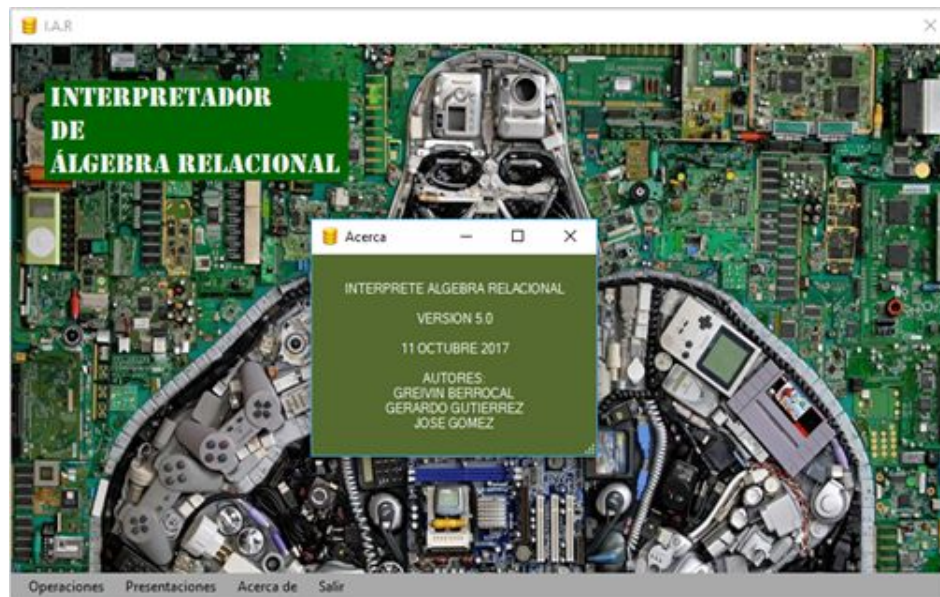 I.A.R
INTERPRETADOR
DE
ÁLGEBRA RELACIONAL
Acerca
INTERPRETE ALGEBRA RELACIONAL
VERSION 5.0
11 OCTUBRE 2017
AUTORES:
GREIVIN BERROCAL
GERARDO GUTIERREZ
JOSE GOMEZ
Operaciones Presentaciones Acerca de Salir